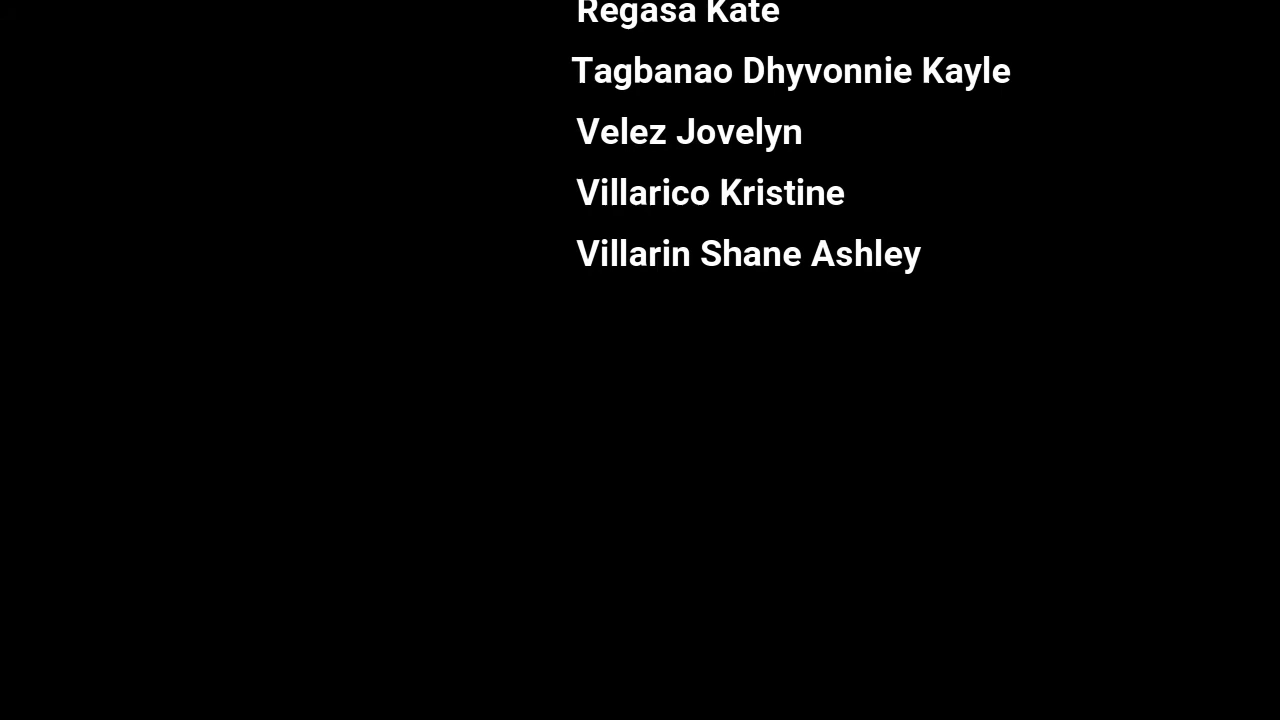 Regasa Kate
Tagbanao Dhyvonnie Kayle
Velez Jovelyn
Villarico Kristine
Villarin Shane Ashley